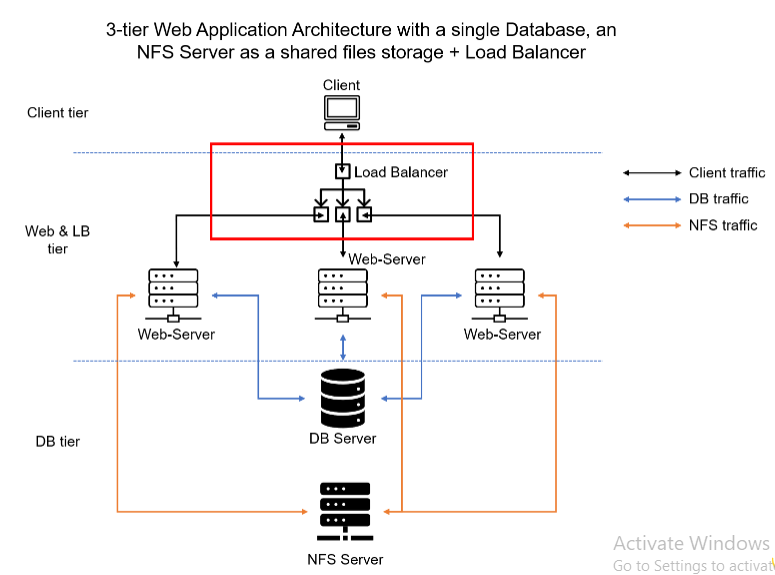 3-tier Web Application Architecture with a single Database, an
NFS Server as a shared files storage + Load Balancer
Client
Client tier
Load Balancer
Client traffic
DB traffic
NFS traffic
Web & LB
tier
Web-Server
Web-Server
Web-Server
DB Server
DB tier
NFS Server
Activate Windows
Go to Settings to activat